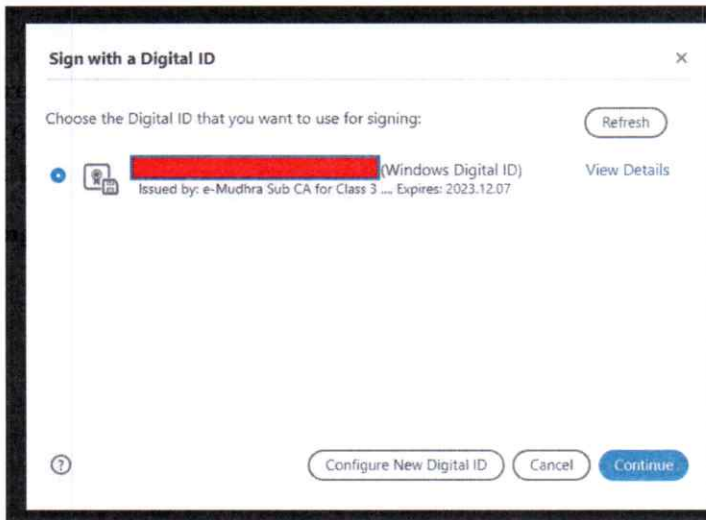 Sign with a Digital ID
Choose the Digital ID that you want to use for signing:
Refresh
(Windows Digital ID)
View Details
Issued by: e-Mudhra Sub CA for Class 3 ..., Expires: 2023.12.07
Configure New Digital ID
Cancel
Continue